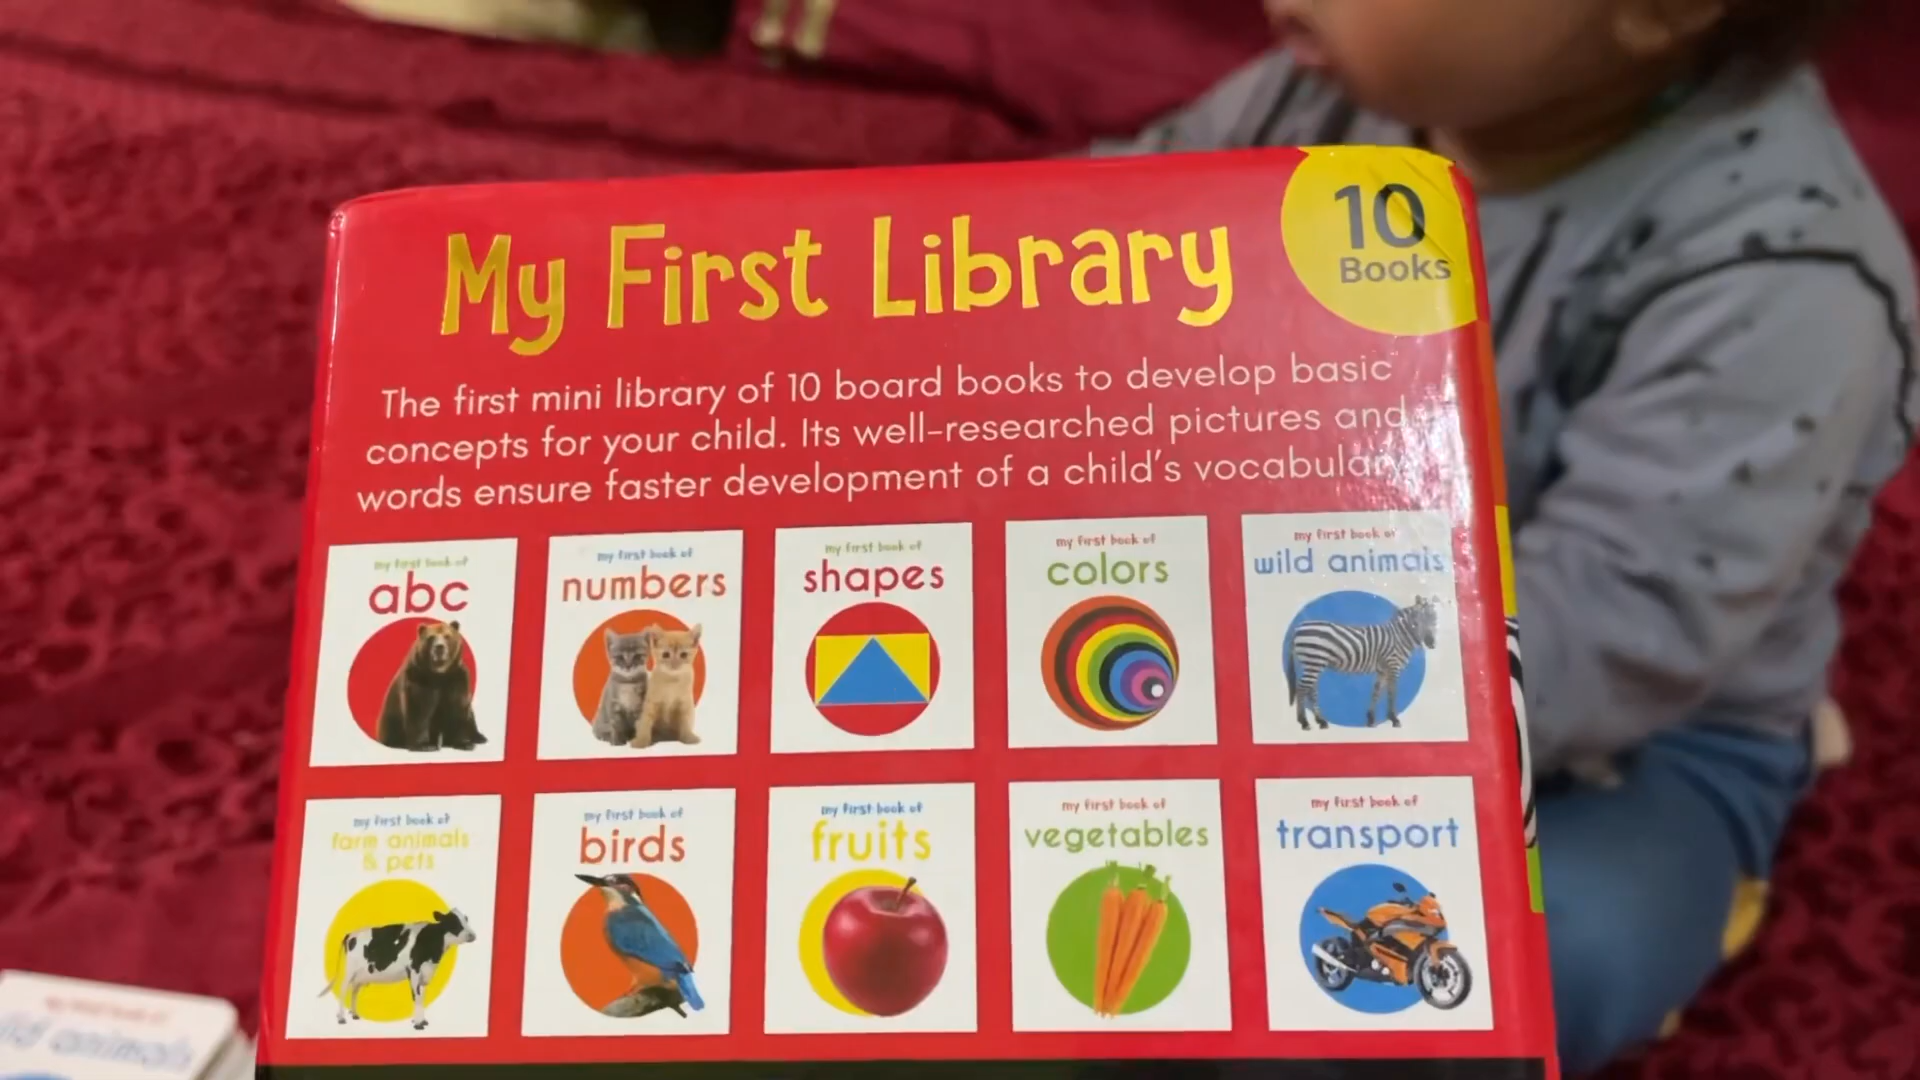 My First Library
10
Books
The first mini library of 10 board books to develop basic
concepts for your child. Its well-researched pictures and
words ensure faster development of a child's vocabulary
my first book of
abc
my first book of
numbers
my first book of
shapes
my first book of
colors
my first book of
wild animals
my first book of
farm animals
& pets
my first book of
birds
my first book of
fruits
my first book of
vegetables
my first book of
transport
animals